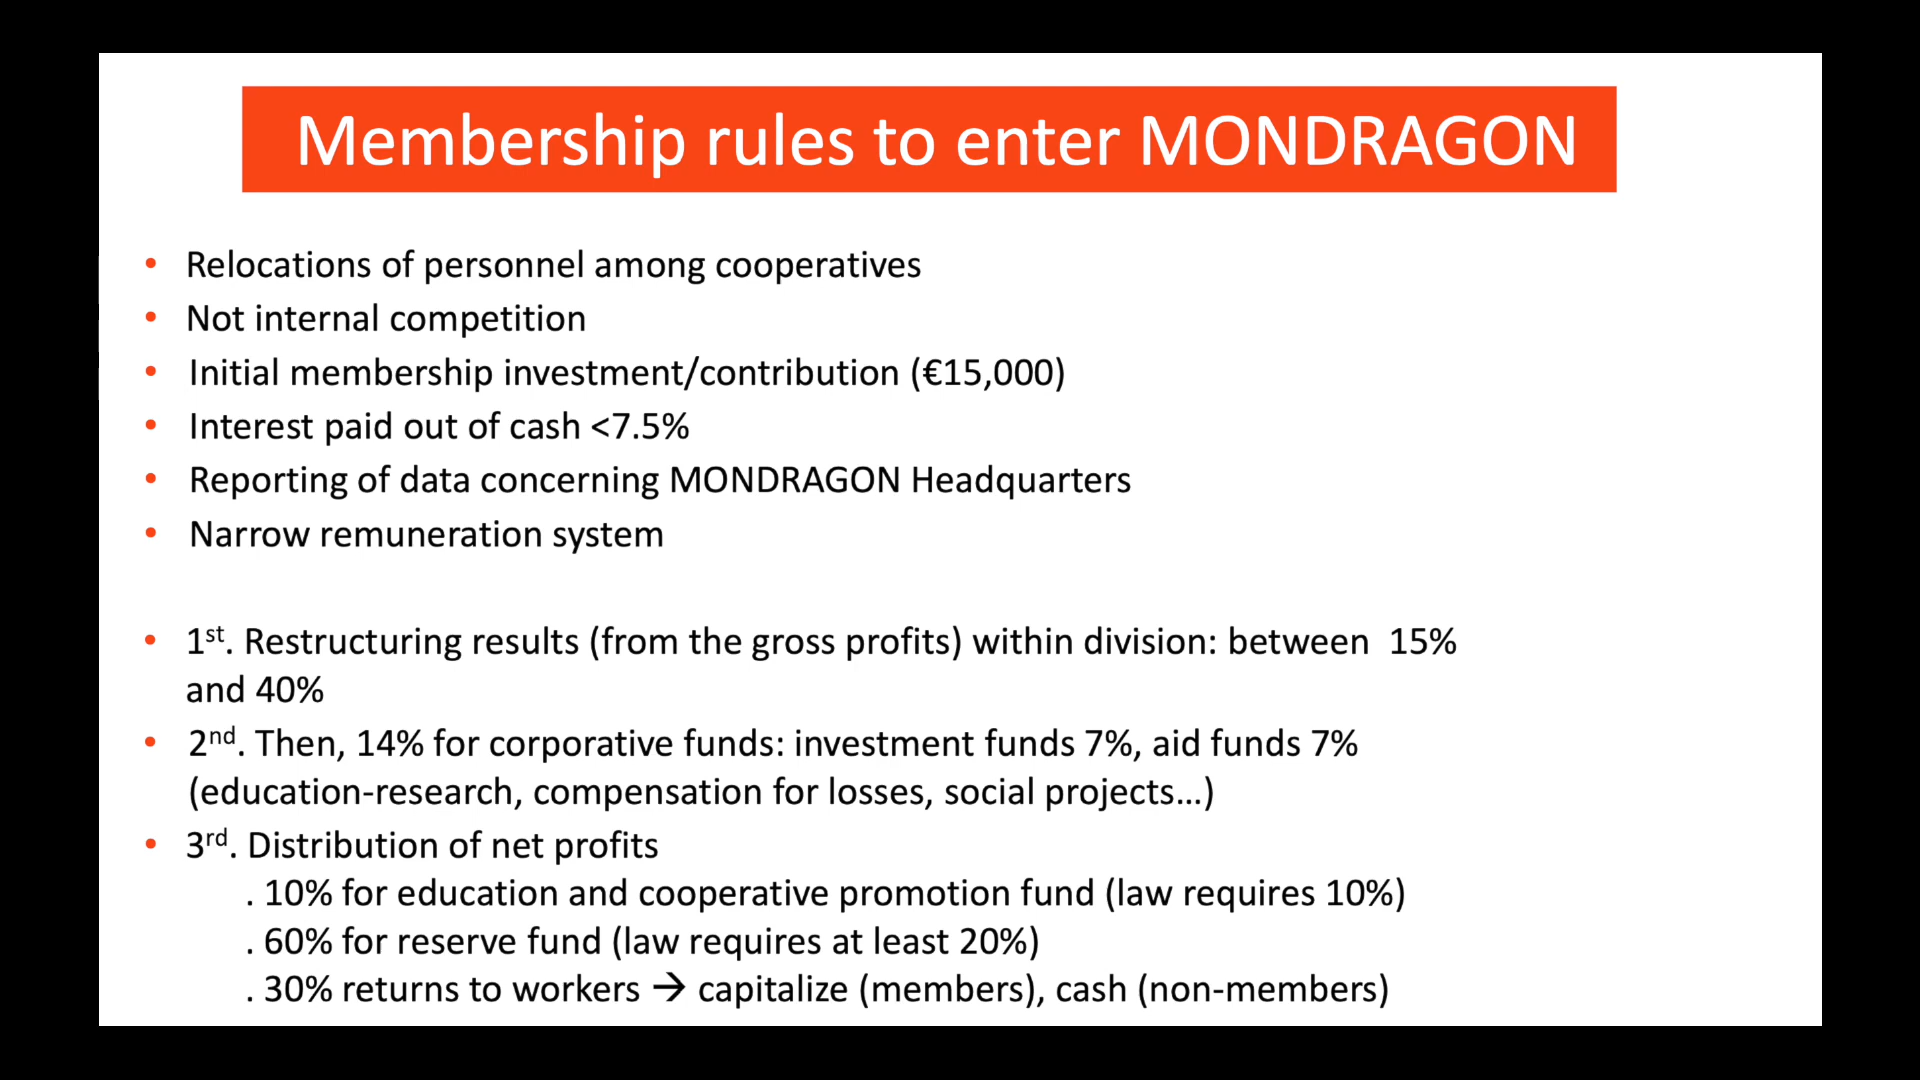 Membership rules to enter MONDRAGON
• Relocations of personnel among cooperatives
• Not internal competition
• Initial membership investment/contribution (€15,000)
• Interest paid out of cash <7.5%
• Reporting of data concerning MONDRAGON Headquarters
• Narrow remuneration system
• 1st. Restructuring results (from the gross profits) within division: between 15%
and 40%
• 2nd. Then, 14% for corporative funds: investment funds 7%, aid funds 7%
(education-research, compensation for losses, social projects...)
• 3rd. Distribution of net profits
. 10% for education and cooperative promotion fund (law requires 10%)
. 60% for reserve fund (law requires at least 20%)
. 30% returns to workers → capitalize (members), cash (non-members)